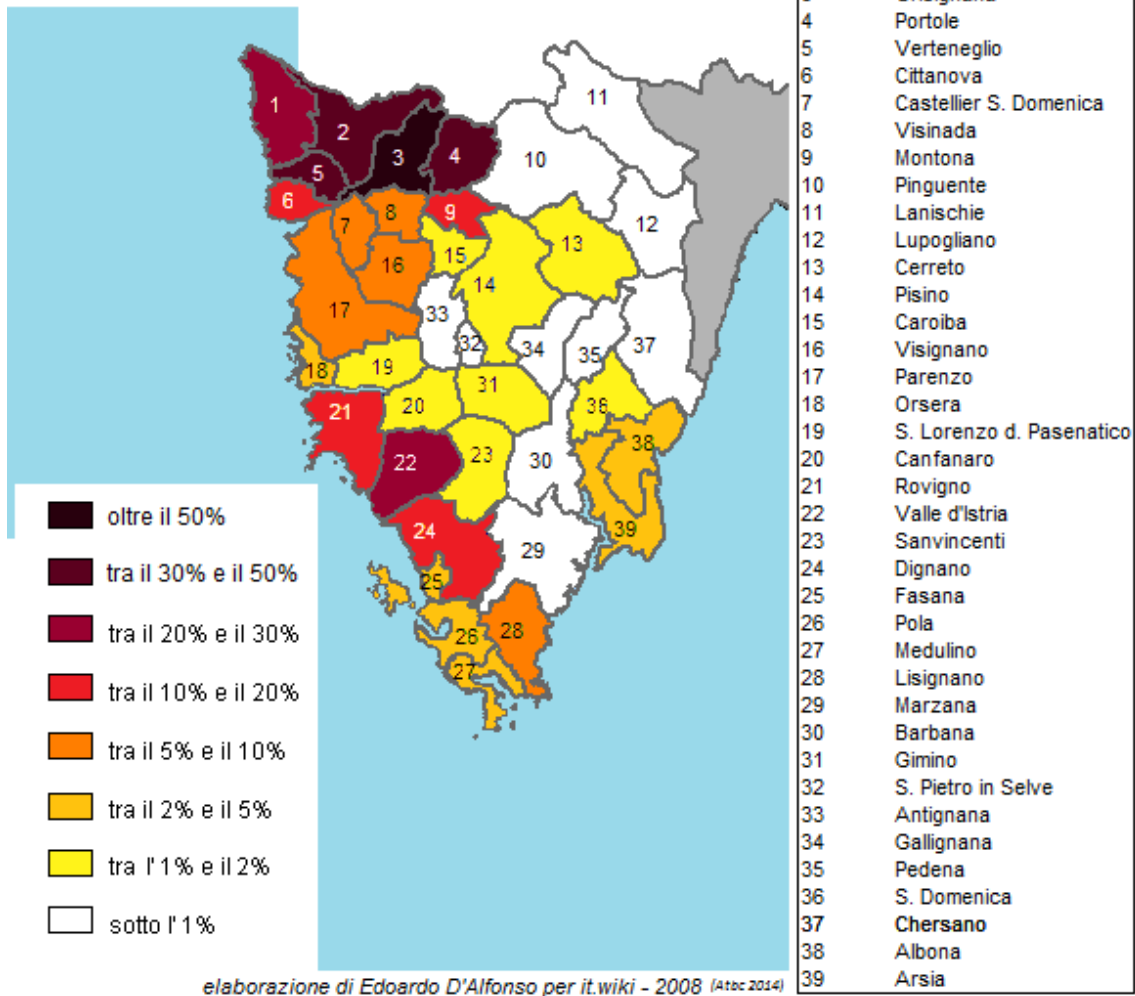 1
2
3
4
5
6
7
8
9
10
11
12
13
14
15
16
17
18
19
20
21
22
23
24
25
26
27
28
29
30
31
32
33
34
35
36
37
38
39
oltre il 50%
tra il 30% e il 50%
tra il 20% e il 30%
tra il 10% e il 20%
tra il 5% e il 10%
tra il 2% e il 5%
tra l'1% e il 2%
sotto l'1%
elaborazione di Edoardo D'Alfonso per it.wiki - 2008 (Atbc 2014)
4 Portole
5 Verteneglio
6 Cittanova
7 Castellier S. Domenica
8 Visinada
9 Montona
10 Pinguente
11 Lanischie
12 Lupogliano
13 Cerreto
14 Pisino
15 Caroiba
16 Visignano
17 Parenzo
18 Orsera
19 S. Lorenzo d. Pasenatico
20 Canfanaro
21 Rovigno
22 Valle d'Istria
23 Sanvincenti
24 Dignano
25 Fasana
26 Pola
27 Medulino
28 Lisignano
29 Marzana
30 Barbana
31 Gimino
32 S. Pietro in Selve
33 Antignana
34 Gallignana
35 Pedena
36 S. Domenica
37 Chersano
38 Albona
39 Arsia